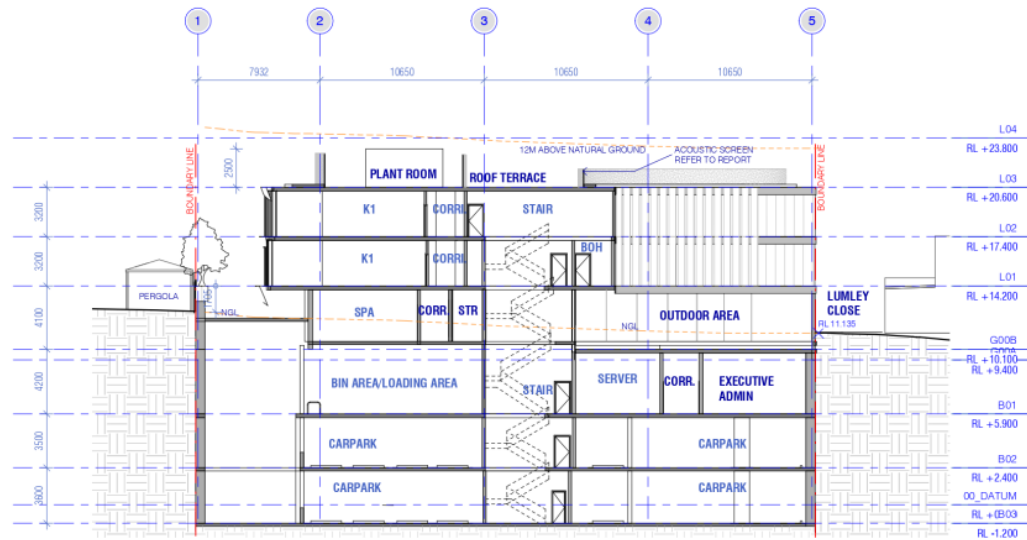 1 2 3 4 5
7932 10650 10650 10650
L04
12M ABOVE NATURAL GROUND
ACOUSTIC SCREEN
REFER TO REPORT
RL +23.800
BOUNDARY LINE
BOUNDARY LINE
2500
PLANT ROOM
ROOF TERRACE
L03
RL +20.600
3200
K1 CORRI. STAIR
L02
RL +17.400
3200
K1 CORRI. BOH
L01
RL +14.200
PERGOLA
NGL
4100
SPA CORR. STR
NGL
OUTDOOR AREA
LUMLEY
CLOSE
RL 11.135
G00B
G00A
RL +10.100
RL +9.400
4200
BIN AREA/LOADING AREA
STAIR
SERVER
CORR.
EXECUTIVE
ADMIN
B01
RL +5.900
3500
CARPARK CARPARK
B02
RL +2.400
3600
CARPARK CARPARK
00_DATUM
B03
RL -1.200